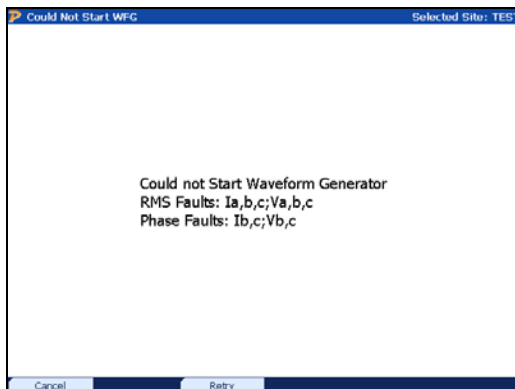 Could Not Start WFG
Selected Site: TEST
Could not Start Waveform Generator
RMS Faults: Ia,b,c;Va,b,c
Phase Faults: Ib,c;Vb,c
Cancel
Retry